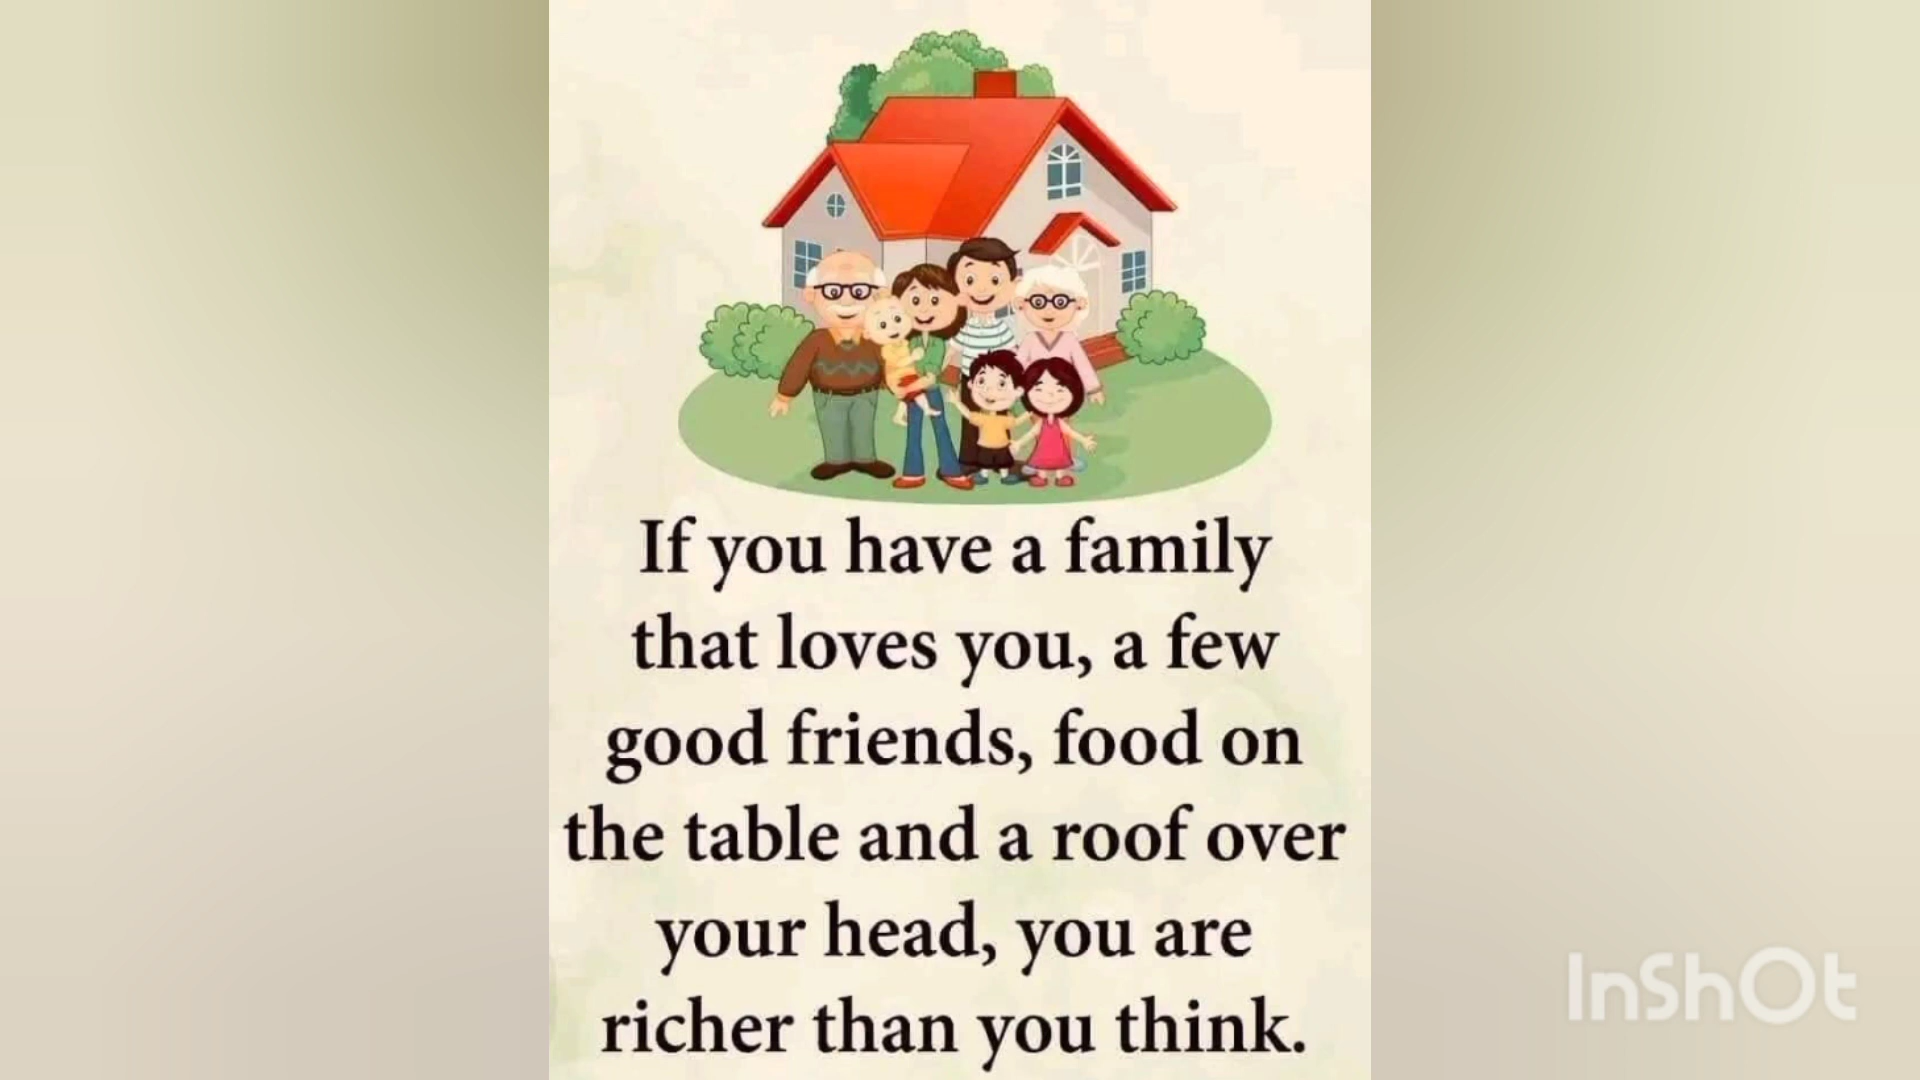 If you have a family
that loves you, a few
good friends, food on
the table and a roof over
your head, you are
richer than you think.
InShOt